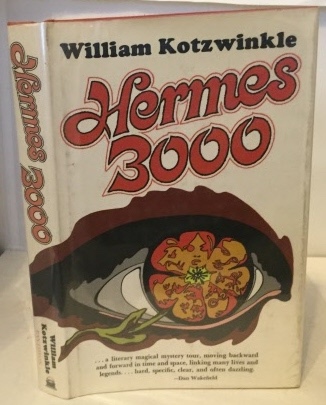 William Kotzwinkle
Hermes
3000
. . . a literary magical mystery tour, moving backward
and forward in time and space, linking many lives and
legends . . . . hard, specific, clear, and often dazzling.
—Dan Wakefield
Hermes 3000
William
Kotzwinkle